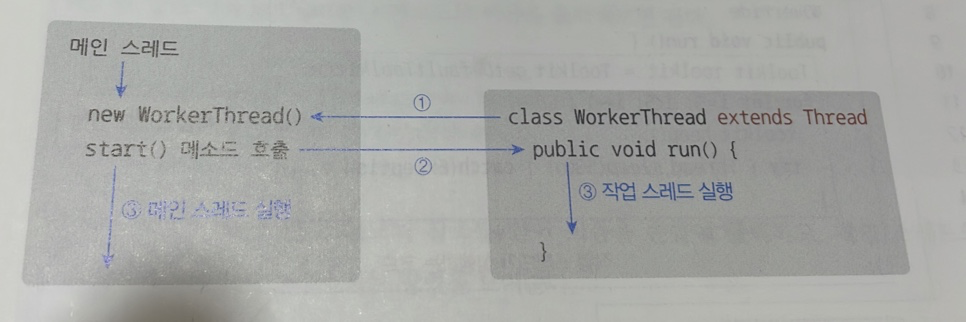 메인 스레드
new WorkerThread()
start() 메소드 호출
③ 메인 스레드 실행
①
②
class WorkerThread extends Thread
public void run() {
③ 작업 스레드 실행
}